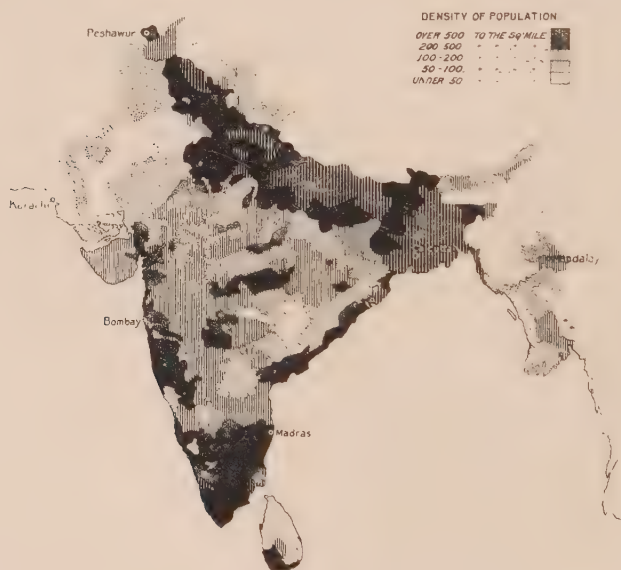 DENSITY OF POPULATION
OVER 500 TO THE SQ'MILE
200 500 " " " "
100-200 " " " "
50-100. " " " "
UNDER 50 " " " "
Peshawur
Karachi
Bombay
Madras